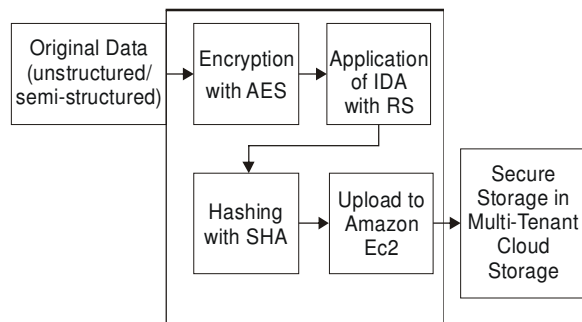 Original Data
(unstructured/
semi-structured)
Encryption
with AES
Application
of IDA
with RS
Hashing
with SHA
Upload to
Amazon
Ec2
Secure
Storage in
Multi-Tenant
Cloud
Storage